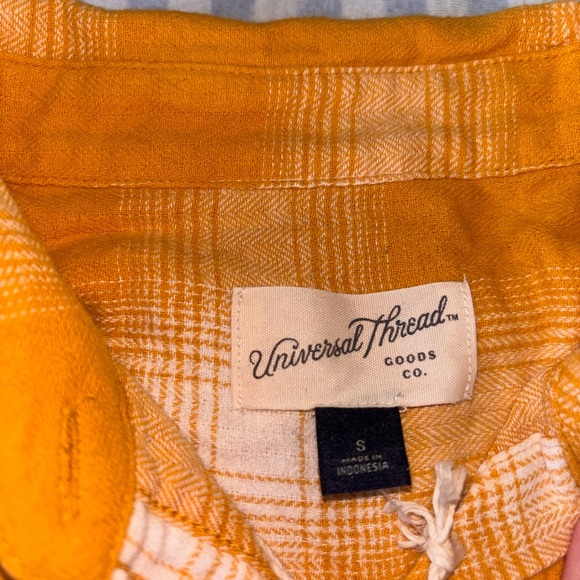 Universal Thread™
GOODS
CO.
S
MADE IN
INDONESIA